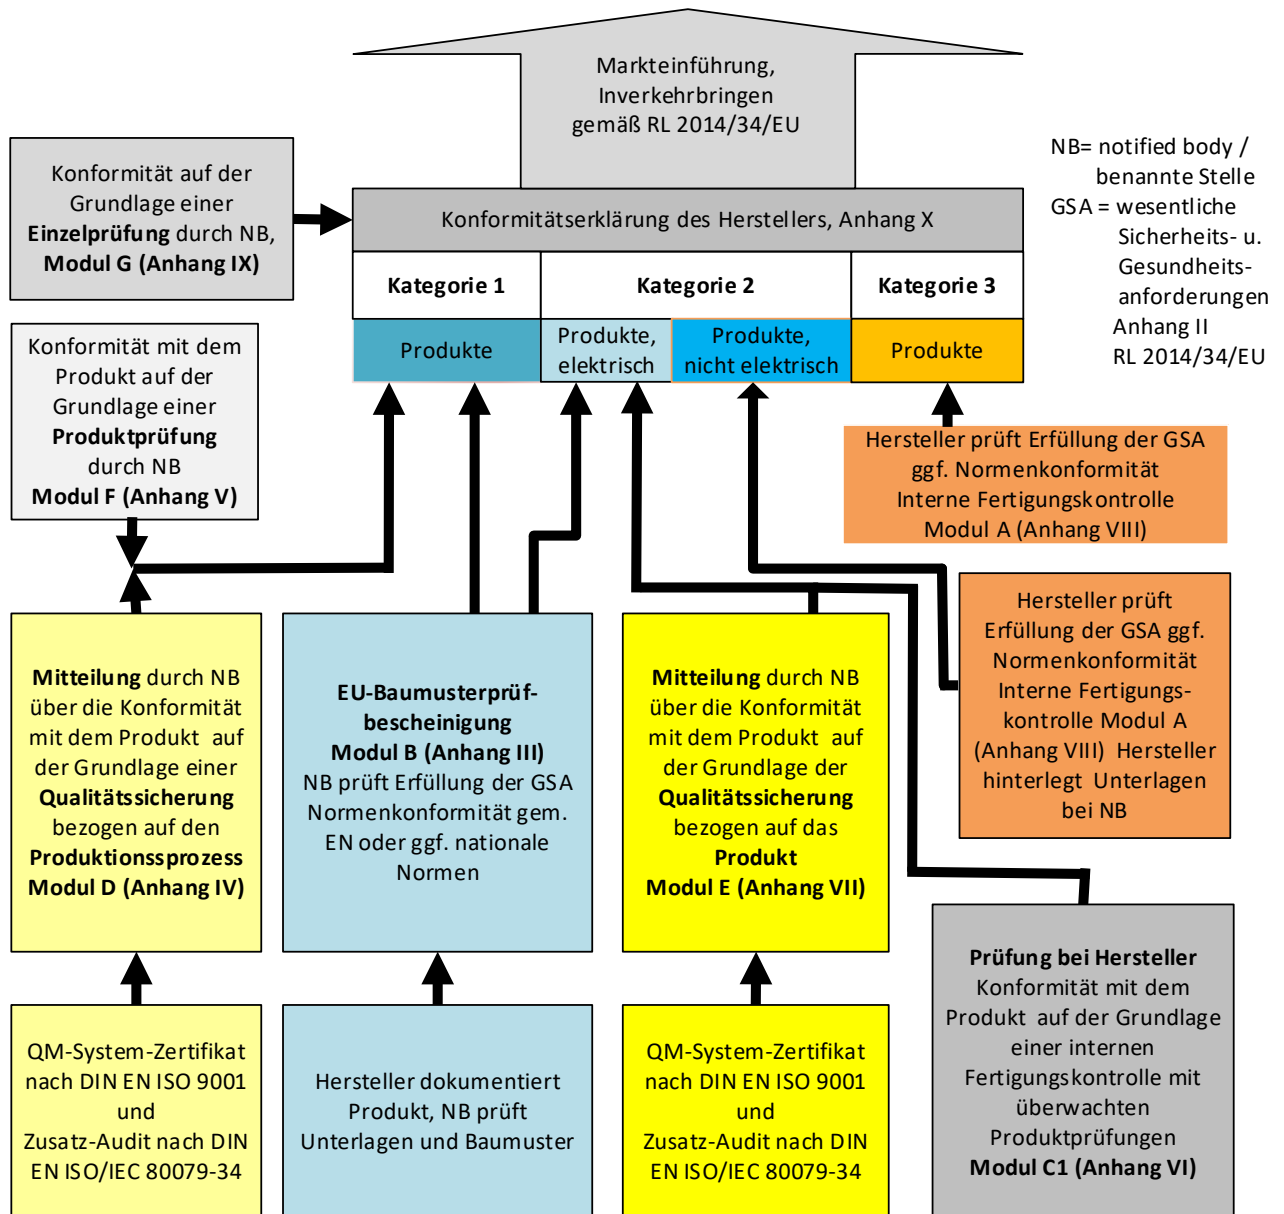 Markteinführung,
Inverkehrbringen
gemäß RL 2014/34/EU
NB= notified body /
benannte Stelle
GSA = wesentliche
Sicherheits- u.
Gesundheits-
anforderungen
Anhang II
RL 2014/34/EU
Konformität auf der
Grundlage einer
Einzelprüfung durch NB,
Modul G (Anhang IX)
Konformitätserklärung des Herstellers, Anhang X
Kategorie 1
Kategorie 2
Kategorie 3
Produkte
Produkte,
elektrisch
Produkte,
nicht elektrisch
Produkte
Konformität mit dem
Produkt auf der
Grundlage einer
Produktprüfung
durch NB
Modul F (Anhang V)
Hersteller prüft Erfüllung der GSA
ggf. Normenkonformität
Interne Fertigungskontrolle
Modul A (Anhang VIII)
Hersteller prüft
Erfüllung der GSA ggf.
Normenkonformität
Interne Fertigungs-
kontrolle Modul A
(Anhang VIII) Hersteller
hinterlegt Unterlagen
bei NB
Mitteilung durch NB
über die Konformität
mit dem Produkt auf
der Grundlage einer
Qualitätssicherung
bezogen auf den
Produktionssprozess
Modul D (Anhang IV)
EU-Baumusterprüf-
bescheinigung
Modul B (Anhang III)
NB prüft Erfüllung der GSA
Normenkonformität gem.
EN oder ggf. nationale
Normen
Mitteilung durch NB
über die Konformität
mit dem Produkt auf
der Grundlage der
Qualitätssicherung
bezogen auf das
Produkt
Modul E (Anhang VII)
Prüfung bei Hersteller
Konformität mit dem
Produkt auf der Grundlage
einer internen
Fertigungskontrolle mit
überwachten
Produktprüfungen
Modul C1 (Anhang VI)
QM-System-Zertifikat
nach DIN EN ISO 9001
und
Zusatz-Audit nach DIN
EN ISO/IEC 80079-34
Hersteller dokumentiert
Produkt, NB prüft
Unterlagen und Baumuster
QM-System-Zertifikat
nach DIN EN ISO 9001
und
Zusatz-Audit nach DIN
EN ISO/IEC 80079-34